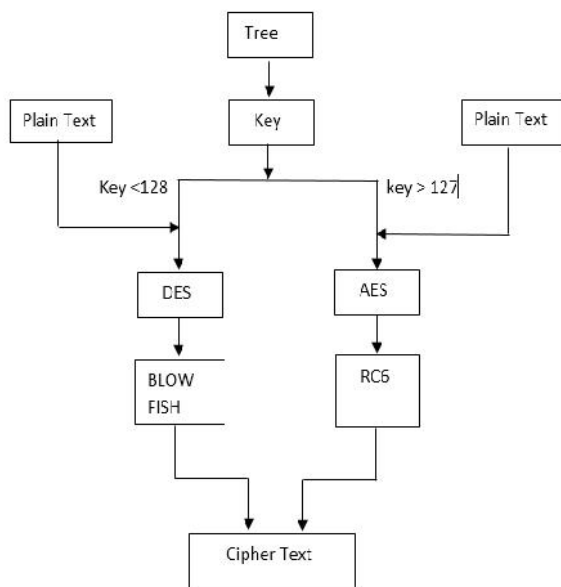 Tree
Plain Text
Key
Plain Text
Key <128
key > 127
DES
AES
BLOW
FISH
RC6
Cipher Text